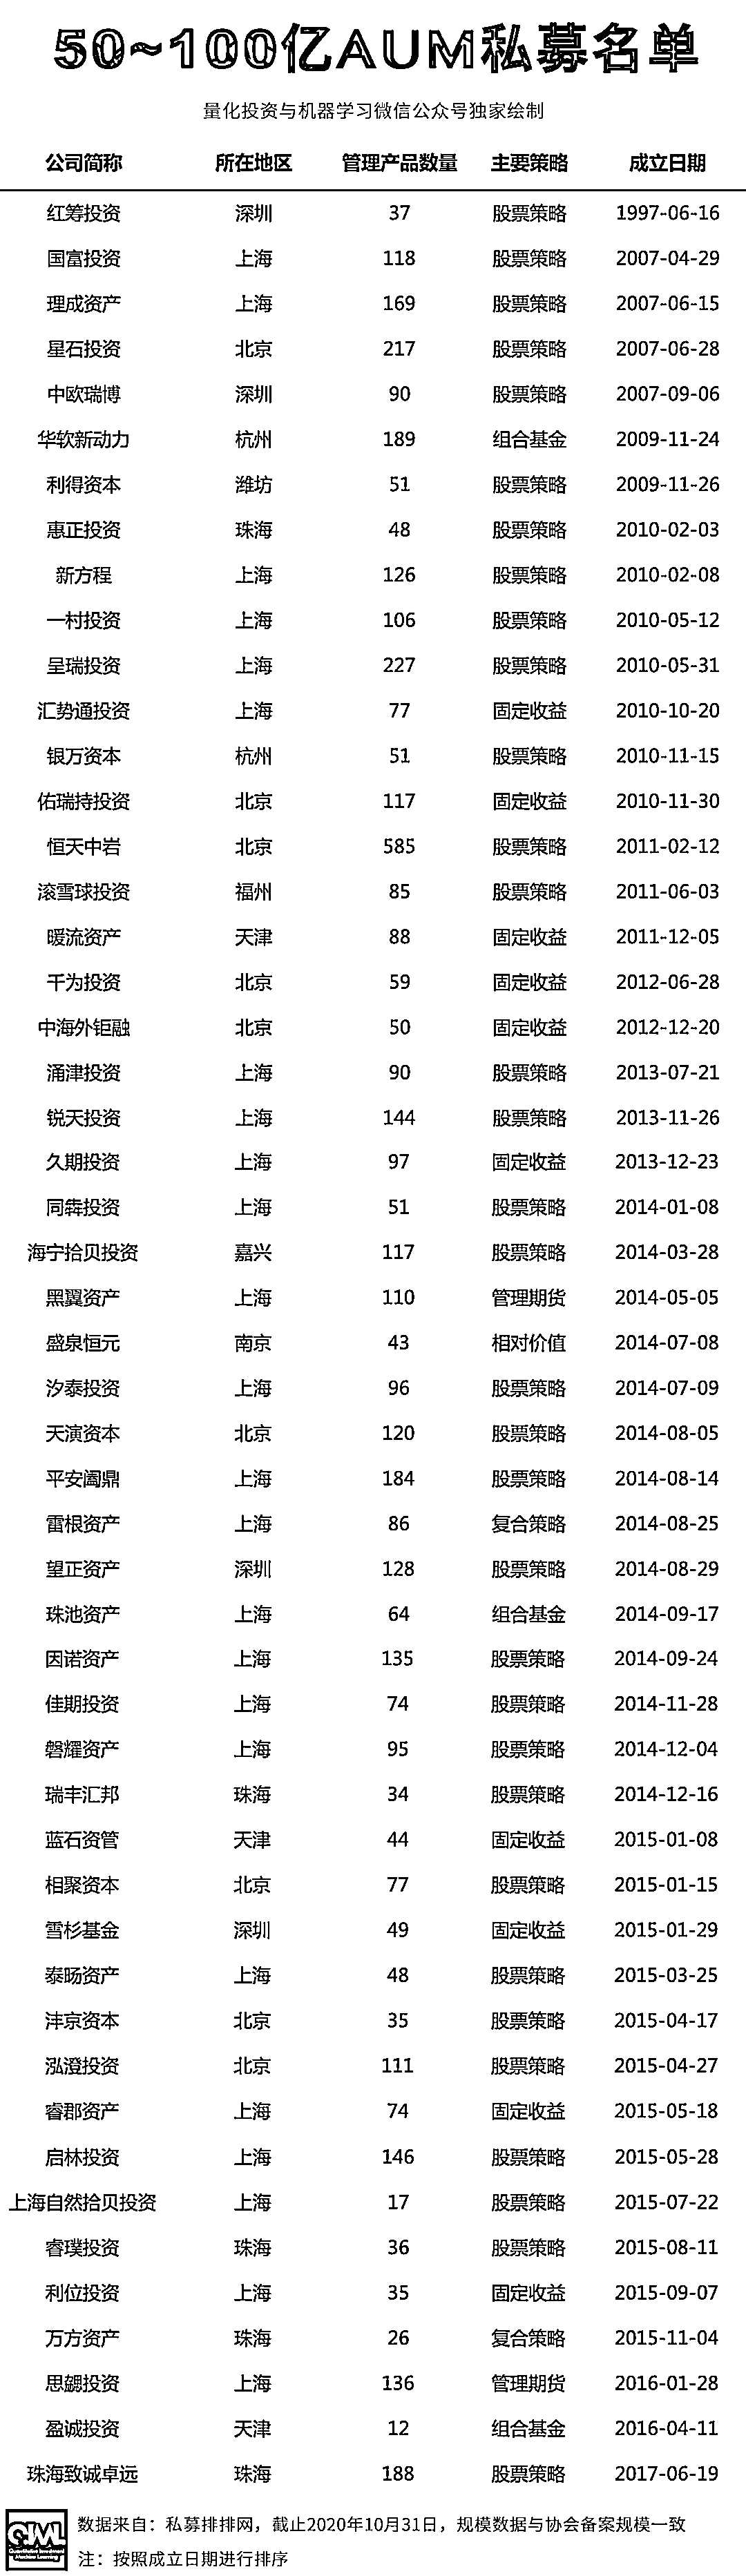 50~100亿AUM私募名单
量化投资与机器学习微信公众号独家绘制
公司简称 所在地区 管理产品数量 主要策略 成立日期
红筹投资 深圳 37 股票策略 1997-06-16
国富投资 上海 118 股票策略 2007-04-29
理成资产 上海 169 股票策略 2007-06-15
星石投资 北京 217 股票策略 2007-06-28
中欧瑞博 深圳 90 股票策略 2007-09-06
华软新动力 杭州 189 组合基金 2009-11-24
利得资本 潍坊 51 股票策略 2009-11-26
惠正投资 珠海 48 股票策略 2010-02-03
新方程 上海 126 股票策略 2010-02-08
一村投资 上海 106 股票策略 2010-05-12
呈瑞投资 上海 227 股票策略 2010-05-31
汇势通投资 上海 77 固定收益 2010-10-20
银万资本 杭州 51 股票策略 2010-11-15
佑瑞持投资 北京 117 固定收益 2010-11-30
恒天中岩 北京 585 股票策略 2011-02-12
滚雪球投资 福州 85 股票策略 2011-06-03
暖流资产 天津 88 固定收益 2011-12-05
千为投资 北京 59 固定收益 2012-06-28
中海外钜融 北京 50 固定收益 2012-12-20
涌津投资 上海 90 股票策略 2013-07-21
锐天投资 上海 144 股票策略 2013-11-26
久期投资 上海 97 固定收益 2013-12-23
同犇投资 上海 51 股票策略 2014-01-08
海宁拾贝投资 嘉兴 117 股票策略 2014-03-28
黑翼资产 上海 110 管理期货 2014-05-05
盛泉恒元 南京 43 相对价值 2014-07-08
汐泰投资 上海 96 股票策略 2014-07-09
天演资本 北京 120 股票策略 2014-08-05
平安阖鼎 上海 184 股票策略 2014-08-14
雷根资产 上海 86 复合策略 2014-08-25
望正资产 深圳 128 股票策略 2014-08-29
珠池资产 上海 64 组合基金 2014-09-17
因诺资产 上海 135 股票策略 2014-09-24
佳期投资 上海 74 股票策略 2014-11-28
磐耀资产 上海 95 股票策略 2014-12-04
瑞丰汇邦 珠海 34 股票策略 2014-12-16
蓝石资管 天津 44 固定收益 2015-01-08
相聚资本 北京 77 股票策略 2015-01-15
雪杉基金 深圳 49 固定收益 2015-01-29
泰旸资产 上海 48 股票策略 2015-03-25
沣京资本 北京 35 股票策略 2015-04-17
泓澄投资 北京 111 股票策略 2015-04-27
睿郡资产 上海 74 固定收益 2015-05-18
启林投资 上海 146 股票策略 2015-05-28
上海自然拾贝投资 上海 17 股票策略 2015-07-22
睿璞投资 珠海 36 股票策略 2015-08-11
利位投资 上海 35 固定收益 2015-09-07
万方资产 珠海 26 复合策略 2015-11-04
思勰投资 上海 136 管理期货 2016-01-28
盈诚投资 天津 12 组合基金 2016-04-11
珠海致诚卓远 珠海 188 股票策略 2017-06-19
QIML
Quantitative Investment
Machine Learning
数据来自：私募排排网，截止2020年10月31日，规模数据与协会备案规模一致
注：按照成立日期进行排序